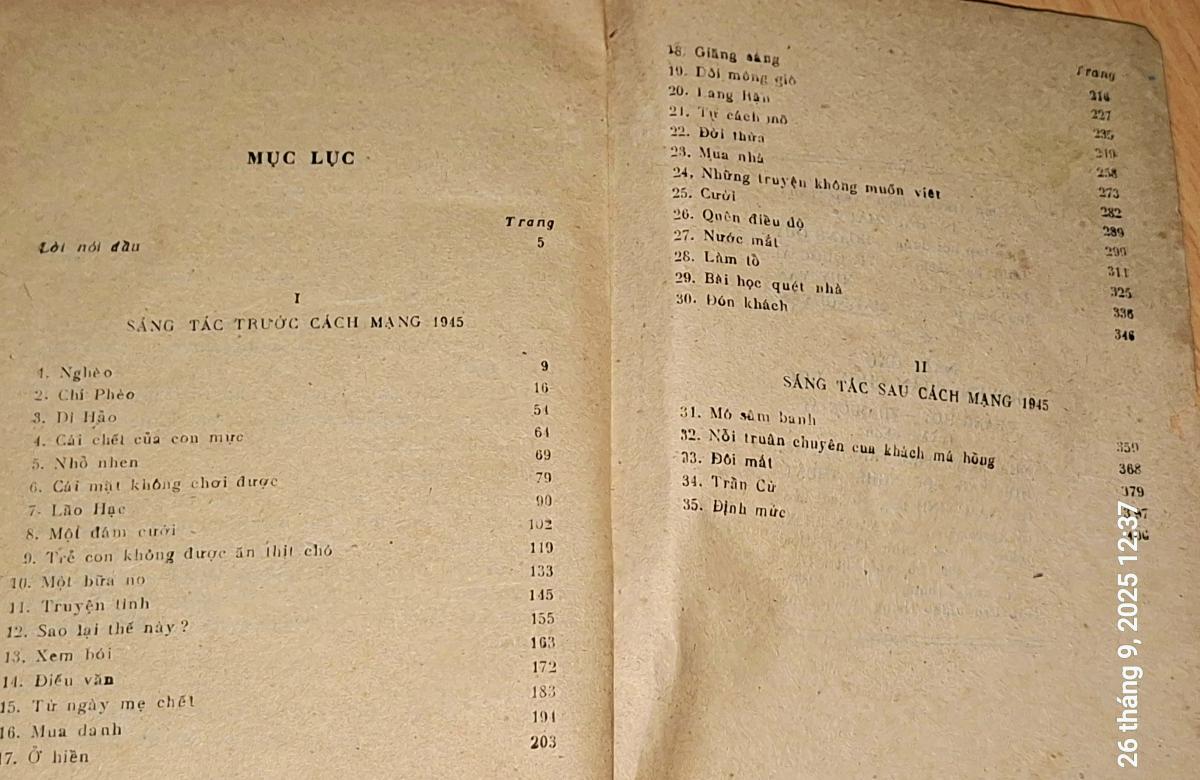 MỤC LỤC
Trang
Lời nói đầu 5
I
SÁNG TÁC TRƯỚC CÁCH MẠNG 1945
1. Nghèo 9
2. Chí Phèo 16
3. Dì Hảo 51
4. Cái chết của con mực 61
5. Nhỏ nhen 69
6. Cái mặt không chơi được 79
7. Lão Hạc 90
8. Một đám cưới 102
9. Trẻ con không được ăn thịt chó 119
10. Một bữa no 133
11. Truyện tình 145
12. Sao lại thế này? 155
13. Xem bói 163
14. Điếu văn 172
15. Từ ngày mẹ chết 183
16. Mua danh 191
17. Ở hiền 203
Trang
18. Giăng sáng 216
19. Đôi móng giò 227
20. Lang Rận 235
21. Tư cách mõ 249
22. Đời thừa 258
23. Mua nhà 273
24. Những truyện không muốn viết 282
25. Cười 289
26. Quên điều độ 299
27. Nước mắt 311
28. Làm tổ 325
29. Bài học quét nhà 336
30. Đón khách 346
II
SÁNG TÁC SAU CÁCH MẠNG 1945
31. Mò sâm banh 359
32. Nỗi truân chuyên của khách má hồng 368
33. Đôi mắt 379
34. Trần Cừ
35. Định mức
26 tháng 9, 2025 12:37